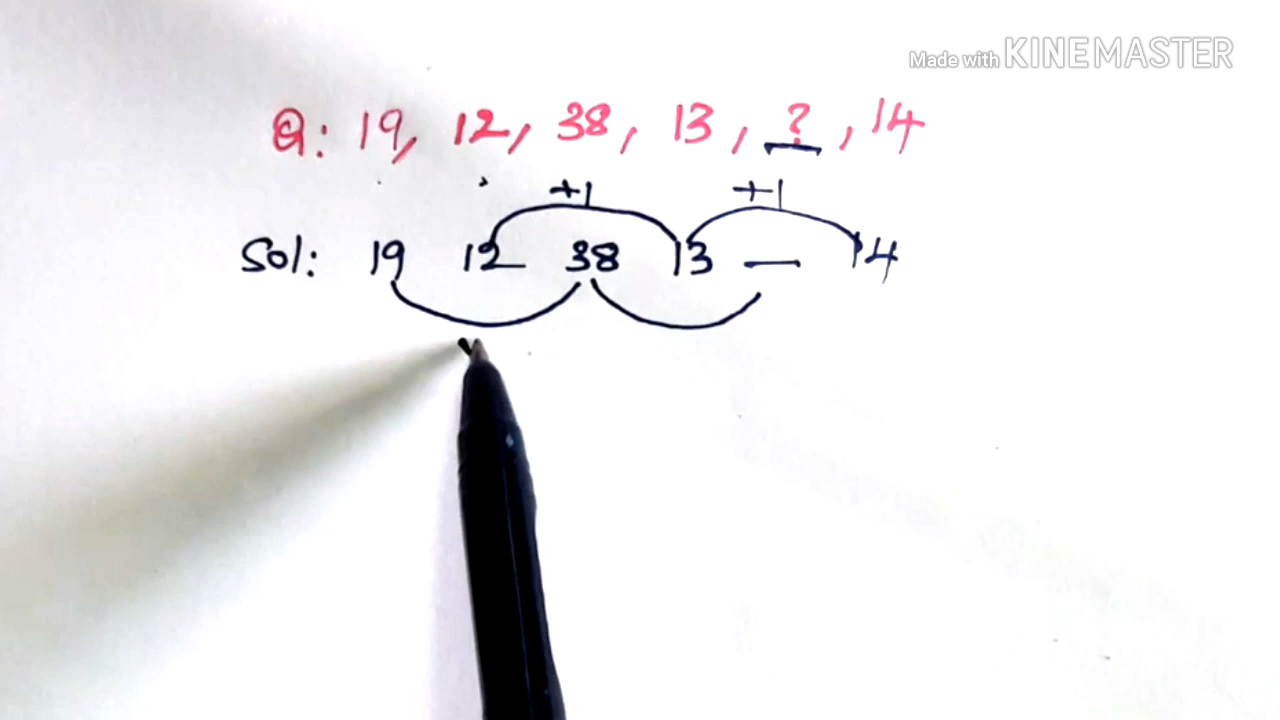 Made with KINEMASTER
Q: 19, 12, 38, 13, ?, 14
+1 +1
Sol: 19 12 38 13 — 14